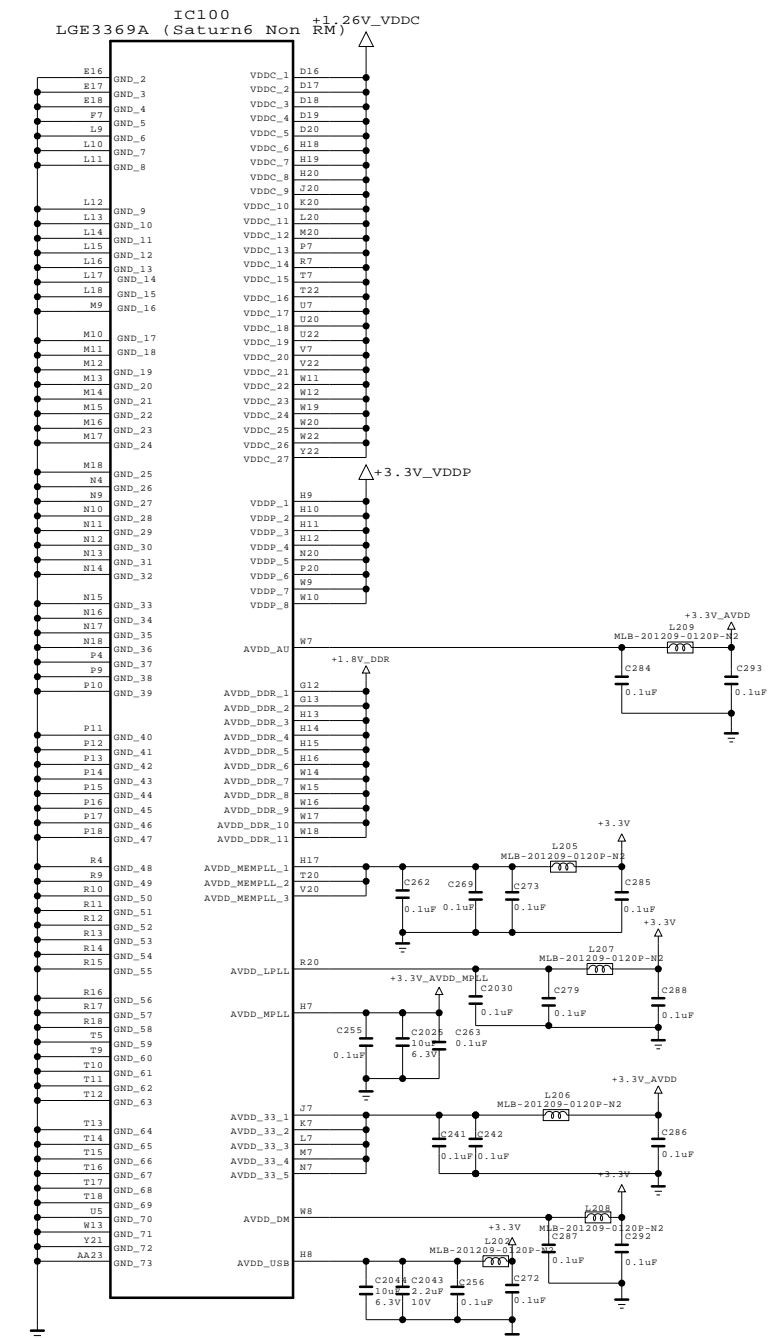 IC100
LGE3369A (Saturn6 Non RM)
+1.26V_VDDC
E16 GND_2
E17 GND_3
E18 GND_4
F7 GND_5
L9 GND_6
L10 GND_7
L11 GND_8
L12 GND_9
L13 GND_10
L14 GND_11
L15 GND_12
L16 GND_13
L17 GND_14
L18 GND_15
M9 GND_16
M10 GND_17
M11 GND_18
M12 GND_19
M13 GND_20
M14 GND_21
M15 GND_22
M16 GND_23
M17 GND_24
M18 GND_25
N4 GND_26
N9 GND_27
N10 GND_28
N11 GND_29
N12 GND_30
N13 GND_31
N14 GND_32
N15 GND_33
N16 GND_34
N17 GND_35
N18 GND_36
P4 GND_37
P9 GND_38
P10 GND_39
P11 GND_40
P12 GND_41
P13 GND_42
P14 GND_43
P15 GND_44
P16 GND_45
P17 GND_46
P18 GND_47
R4 GND_48
R9 GND_49
R10 GND_50
R11 GND_51
R12 GND_52
R13 GND_53
R14 GND_54
R15 GND_55
R16 GND_56
R17 GND_57
R18 GND_58
T5 GND_59
T9 GND_60
T10 GND_61
T11 GND_62
T12 GND_63
T13 GND_64
T14 GND_65
T15 GND_66
T16 GND_67
T17 GND_68
T18 GND_69
U5 GND_70
W13 GND_71
Y21 GND_72
AA23 GND_73
VDDC_1 D16
VDDC_2 D17
VDDC_3 D18
VDDC_4 D19
VDDC_5 D20
VDDC_6 H18
VDDC_7 H19
VDDC_8 H20
VDDC_9 J20
VDDC_10 K20
VDDC_11 L20
VDDC_12 M20
VDDC_13 P7
VDDC_14 R7
VDDC_15 T7
VDDC_16 T22
VDDC_17 U7
VDDC_18 U20
VDDC_19 U22
VDDC_20 V7
VDDC_21 V22
VDDC_22 W11
VDDC_23 W12
VDDC_24 W19
VDDC_25 W20
VDDC_26 W22
VDDC_27 Y22
+3.3V_VDDP
VDDP_1 H9
VDDP_2 H10
VDDP_3 H11
VDDP_4 H12
VDDP_5 N20
VDDP_6 P20
VDDP_7 W9
VDDP_8 W10
AVDD_AU W7
+3.3V_AVDD
L209
MLB-201209-0120P-N2
C284
0.1uF
C293
0.1uF
+1.8V_DDR
AVDD_DDR_1 G12
AVDD_DDR_2 G13
AVDD_DDR_3 H13
AVDD_DDR_4 H14
AVDD_DDR_5 H15
AVDD_DDR_6 H16
AVDD_DDR_7 W14
AVDD_DDR_8 W15
AVDD_DDR_9 W16
AVDD_DDR_10 W17
AVDD_DDR_11 W18
AVDD_MEMPLL_1 H17
AVDD_MEMPLL_2 T20
AVDD_MEMPLL_3 V20
+3.3V
L205
MLB-201209-0120P-N2
C262
0.1uF
C269
0.1uF
C273
0.1uF
C285
0.1uF
AVDD_LPLL R20
+3.3V
L207
MLB-201209-0120P-N2
C2030
0.1uF
C279
0.1uF
C288
0.1uF
AVDD_MPLL H7
+3.3V_AVDD_MPLL
C255
0.1uF
C2025
10uF
6.3V
C263
0.1uF
AVDD_33_1 J7
AVDD_33_2 K7
AVDD_33_3 L7
AVDD_33_4 M7
AVDD_33_5 N7
+3.3V_AVDD
L206
MLB-201209-0120P-N2
C241
0.1uF
C242
0.1uF
C286
0.1uF
AVDD_DM W8
+3.3V
L208
MLB-201209-0120P-N2
C287
0.1uF
C292
0.1uF
AVDD_USB H8
+3.3V
L202
MLB-201209-0120P-N2
C2044
10uF
6.3V
C2043
2.2uF
10V
C256
0.1uF
C272
0.1uF